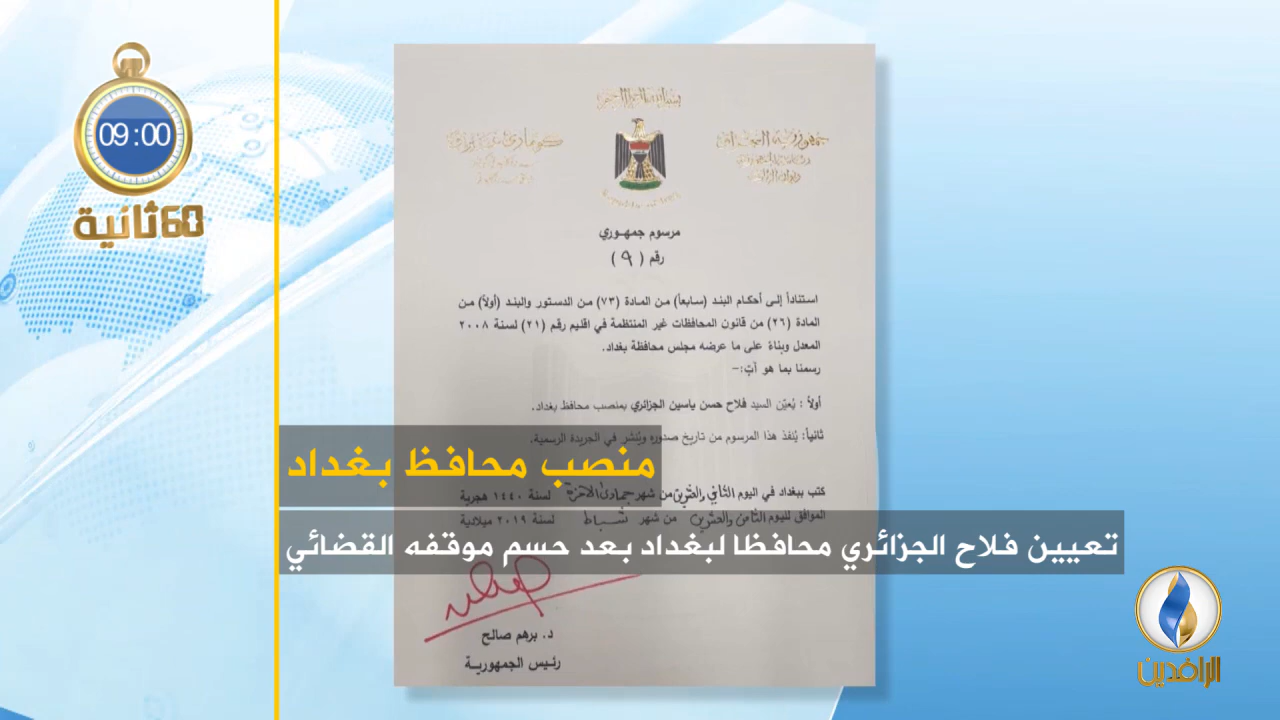 09:00
60ثانية
جمهورية العراق
مرسوم جمهوري
رقم ( ٩ )
استناداً إلى أحكام البند (سابعاً) من المادة (٧٣) من الدستور والبند (أولاً) من
المادة (٢٦) من قانون المحافظات غير المنتظمة في اقليم رقم (٢١) لسنة ٢٠٠٨
المعدل وبناءً على ما عرضه مجلس محافظة بغداد.
رسمنا بما هو آتٍ:-
أولاً : يُعيّن السيد فلاح حسن ياسين الجزائري بمنصب محافظ بغداد.
ثانياً: يُنفذ هذا المرسوم من تاريخ صدوره ويُنشر في الجريدة الرسمية.
منصب محافظ بغداد
كتب ببغداد في اليوم الثاني والعشرين من شهر جمادى الآخرة لسنة ١٤٤٠ هجرية
الموافق لليوم الثامن والعشرين من شهر شباط لسنة ٢٠١٩ ميلادية
تعيين فلاح الجزائري محافظا لبغداد بعد حسم موقفه القضائي
د. برهم صالح
رئيس الجمهورية
الرافدين